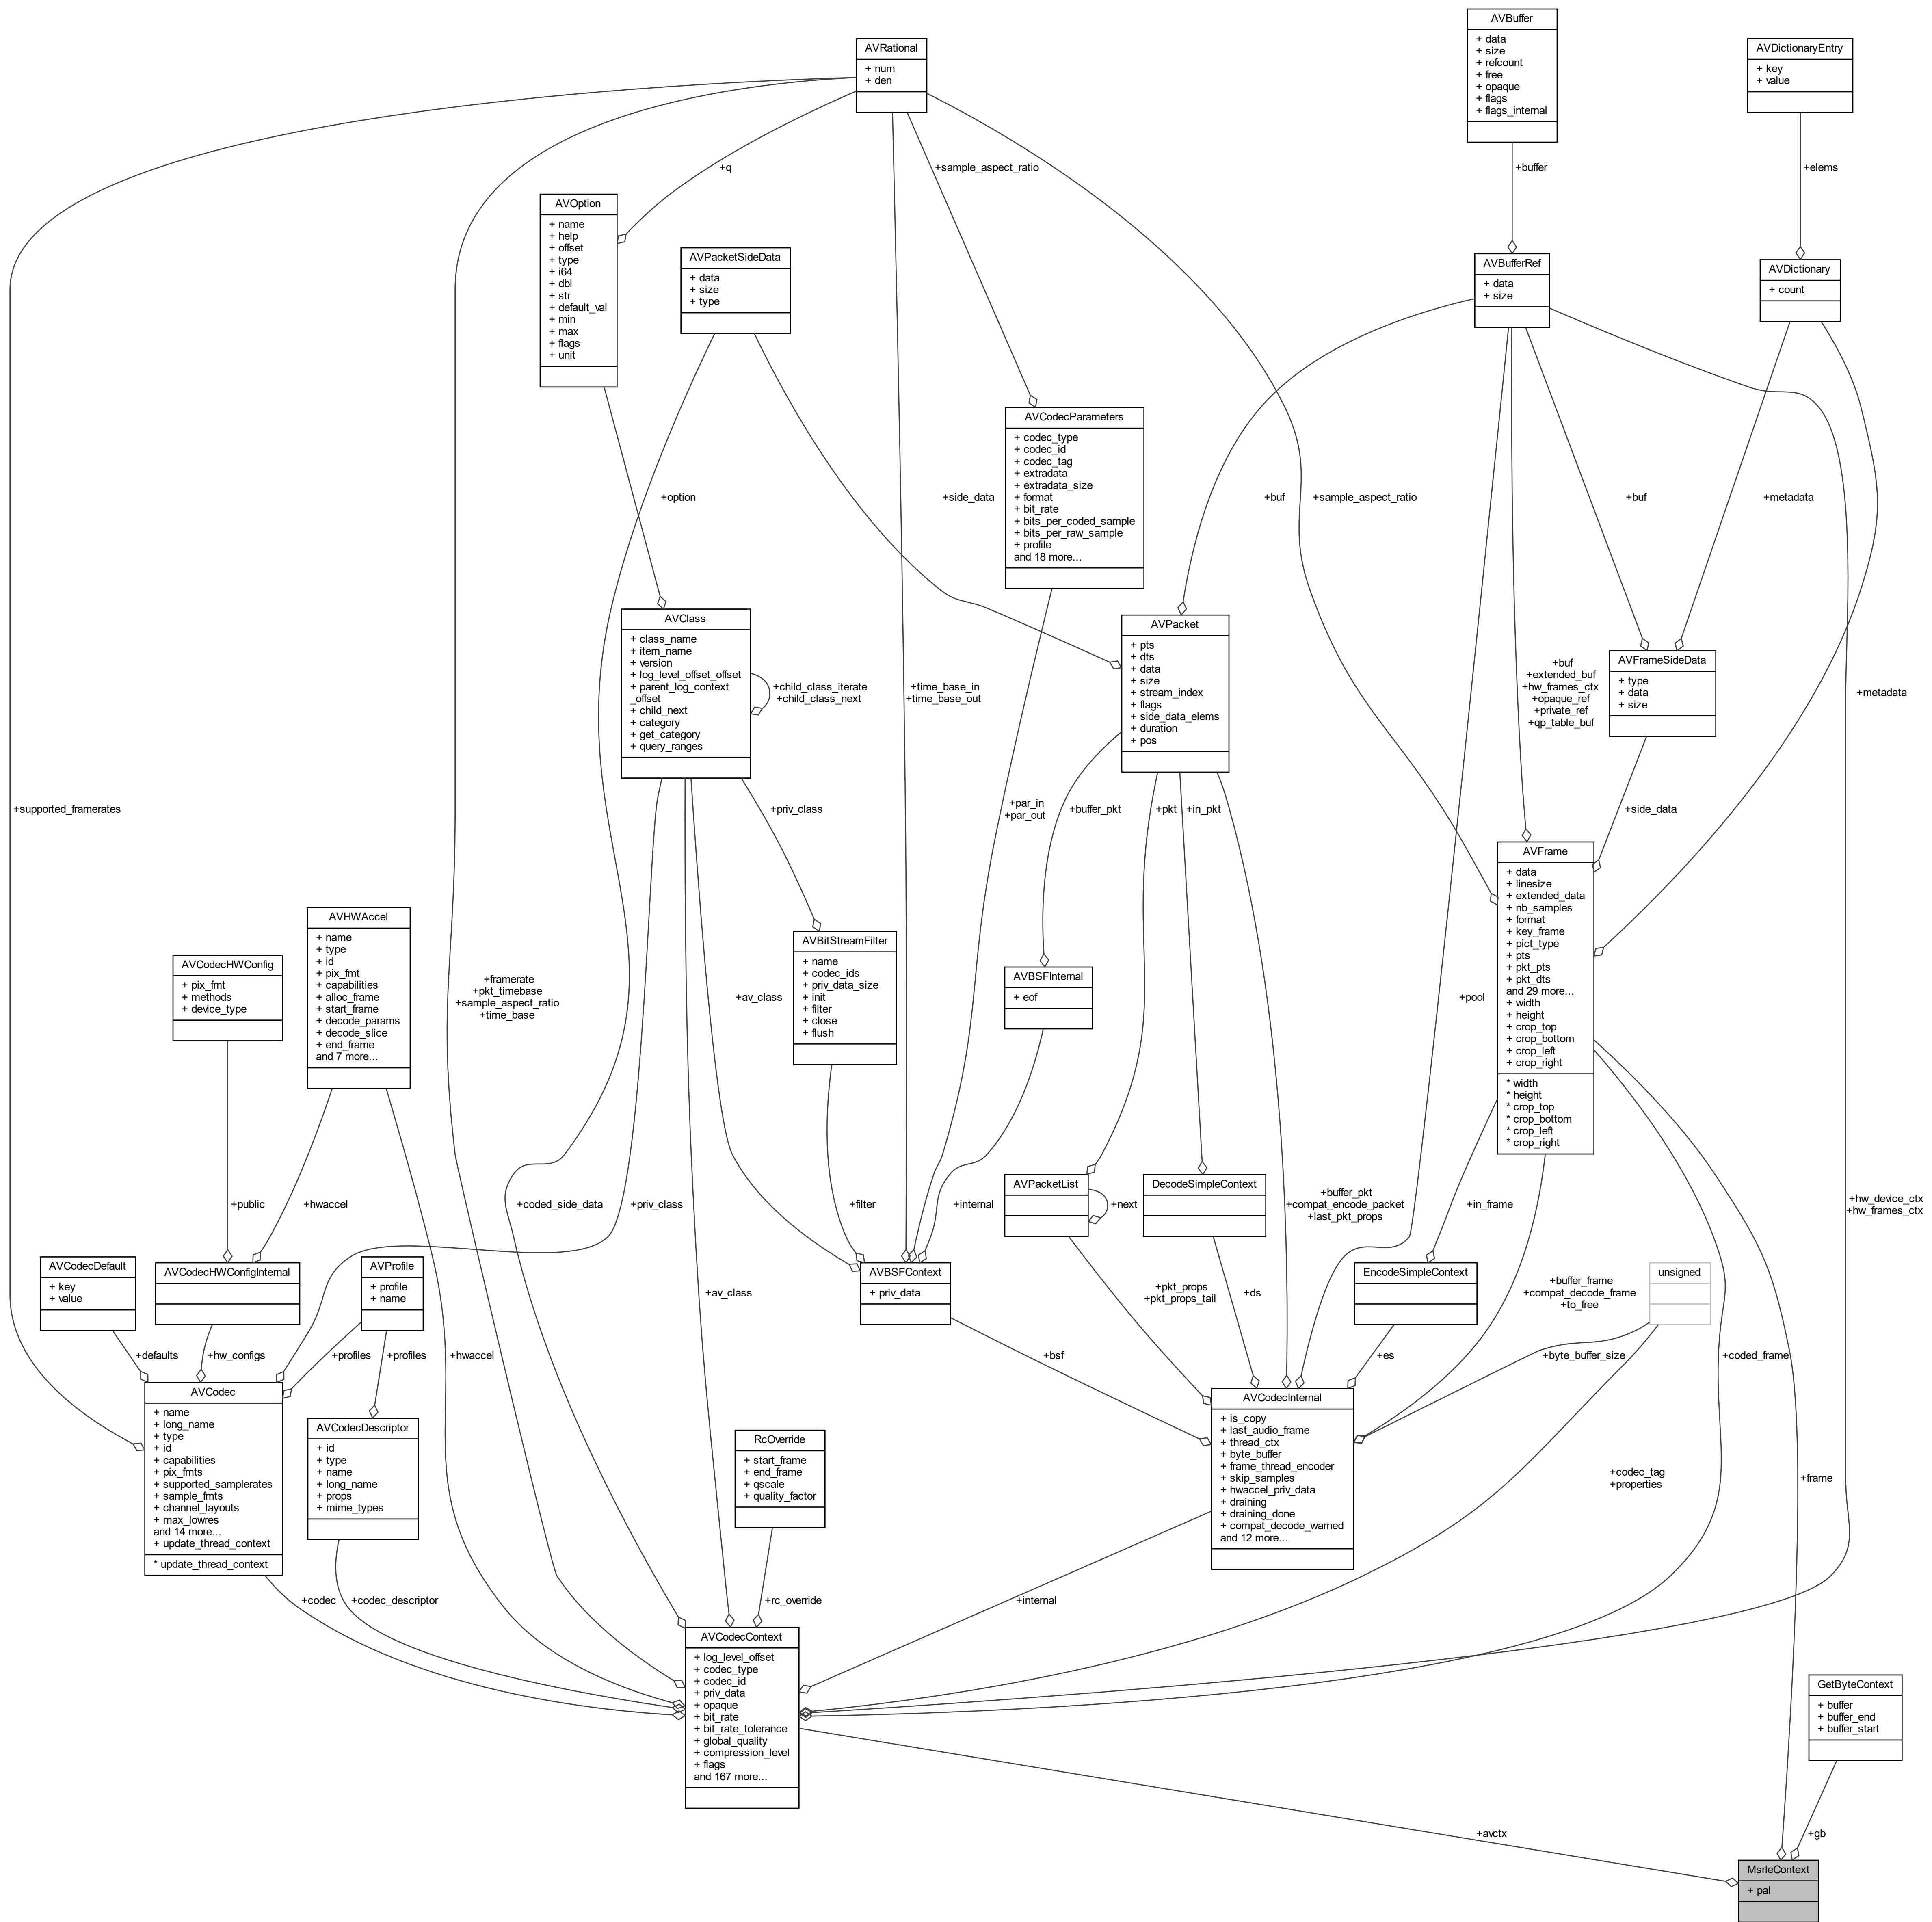 AVBuffer
+ data
+ size
+ refcount
+ free
+ opaque
+ flags
+ flags_internal
AVRational
+ num
+ den
AVDictionaryEntry
+ key
+ value
+q
+sample_aspect_ratio
+buffer
+elems
AVOption
+ name
+ help
+ offset
+ type
+ i64
+ dbl
+ str
+ default_val
+ min
+ max
+ flags
+ unit
AVPacketSideData
+ data
+ size
+ type
AVBufferRef
+ data
+ size
AVDictionary
+ count
AVCodecParameters
+ codec_type
+ codec_id
+ codec_tag
+ extradata
+ extradata_size
+ format
+ bit_rate
+ bits_per_coded_sample
+ bits_per_raw_sample
+ profile
and 18 more...
+option
+side_data
+buf
+sample_aspect_ratio
+buf
+metadata
AVClass
+ class_name
+ item_name
+ version
+ log_level_offset_offset
+ parent_log_context
_offset
+ child_next
+ category
+ get_category
+ query_ranges
+child_class_iterate
+child_class_next
+time_base_in
+time_base_out
AVPacket
+ pts
+ dts
+ data
+ size
+ stream_index
+ flags
+ side_data_elems
+ duration
+ pos
+buf
+extended_buf
+hw_frames_ctx
+opaque_ref
+private_ref
+qp_table_buf
AVFrameSideData
+ type
+ data
+ size
+metadata
+supported_framerates
+priv_class
+par_in
+par_out
+buffer_pkt
+pkt
+in_pkt
+side_data
AVFrame
+ data
+ linesize
+ extended_data
+ nb_samples
+ format
+ key_frame
+ pict_type
+ pts
+ pkt_pts
+ pkt_dts
and 29 more...
+ width
+ height
+ crop_top
+ crop_bottom
+ crop_left
+ crop_right
* width
* height
* crop_top
* crop_bottom
* crop_left
* crop_right
AVHWAccel
+ name
+ type
+ id
+ pix_fmt
+ capabilities
+ alloc_frame
+ start_frame
+ decode_params
+ decode_slice
+ end_frame
and 7 more...
AVCodecHWConfig
+ pix_fmt
+ methods
+ device_type
+framerate
+pkt_timebase
+sample_aspect_ratio
+time_base
+av_class
AVBitStreamFilter
+ name
+ codec_ids
+ priv_data_size
+ init
+ filter
+ close
+ flush
AVBSFInternal
+ eof
+pool
+public
+hwaccel
+coded_side_data
+priv_class
+filter
+internal
AVPacketList
+next
DecodeSimpleContext
+buffer_pkt
+compat_encode_packet
+last_pkt_props
+in_frame
+hw_device_ctx
+hw_frames_ctx
AVCodecDefault
+ key
+ value
AVCodecHWConfigInternal
AVProfile
+ profile
+ name
+av_class
AVBSFContext
+ priv_data
+pkt_props
+pkt_props_tail
+ds
EncodeSimpleContext
+buffer_frame
+compat_decode_frame
+to_free
unsigned
+defaults
+hw_configs
+profiles
+profiles
+hwaccel
+bsf
+es
+byte_buffer_size
+coded_frame
AVCodec
+ name
+ long_name
+ type
+ id
+ capabilities
+ pix_fmts
+ supported_samplerates
+ sample_fmts
+ channel_layouts
+ max_lowres
and 14 more...
+ update_thread_context
* update_thread_context
AVCodecDescriptor
+ id
+ type
+ name
+ long_name
+ props
+ mime_types
RcOverride
+ start_frame
+ end_frame
+ qscale
+ quality_factor
AVCodecInternal
+ is_copy
+ last_audio_frame
+ thread_ctx
+ byte_buffer
+ frame_thread_encoder
+ skip_samples
+ hwaccel_priv_data
+ draining
+ draining_done
+ compat_decode_warned
and 12 more...
+codec_tag
+properties
+frame
+codec
+codec_descriptor
+rc_override
+internal
AVCodecContext
+ log_level_offset
+ codec_type
+ codec_id
+ priv_data
+ opaque
+ bit_rate
+ bit_rate_tolerance
+ global_quality
+ compression_level
+ flags
and 167 more...
GetByteContext
+ buffer
+ buffer_end
+ buffer_start
+avctx
+gb
MsrleContext
+ pal